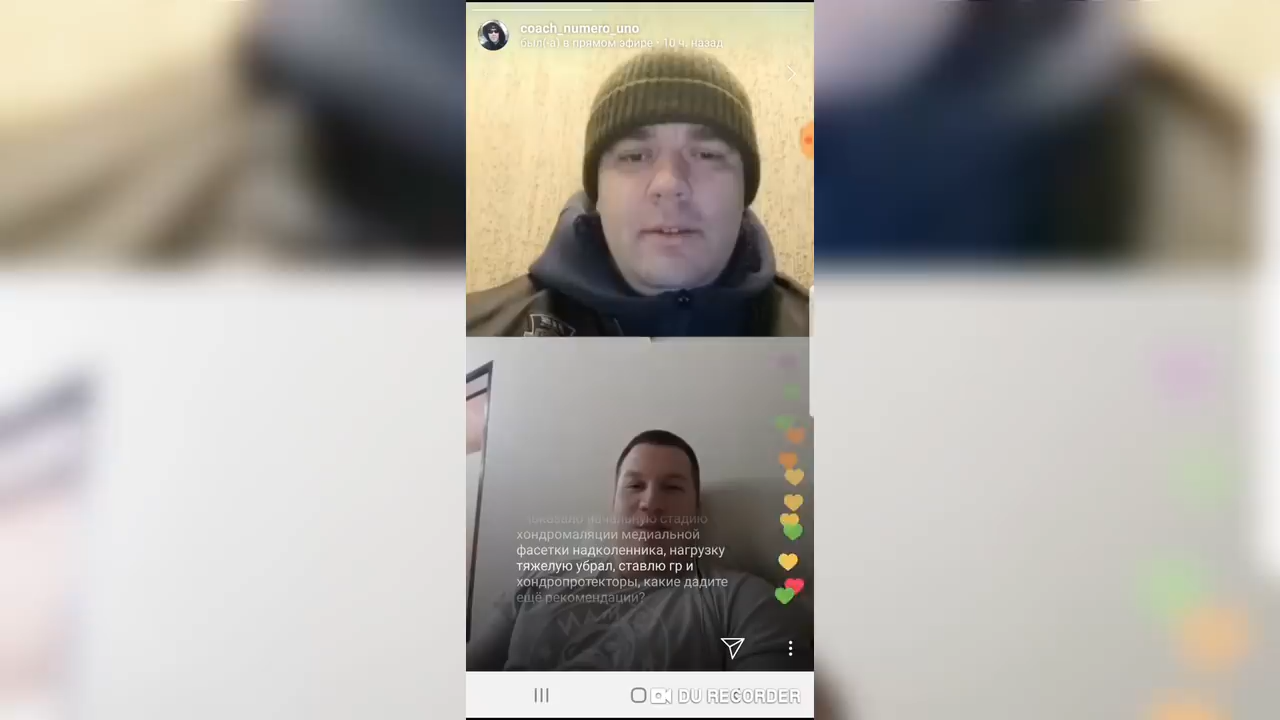 coach_numero_uno
был(-а) в прямом эфире • 10 ч. назад
показало начальную стадию
хондромаляции медиальной
фасетки надколенника, нагрузку
тяжелую убрал, ставлю гр и
хондропротекторы, какие дадите
ещё рекомендации?
DU RECORDER